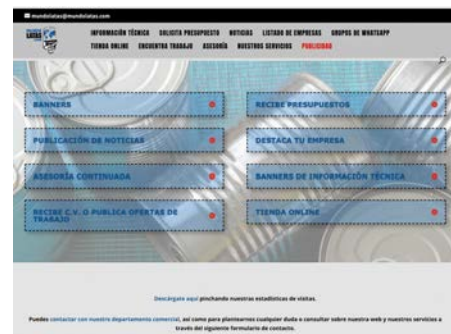 mundolatas@mundolatas.com
MUNDO LATAS
INFORMACIÓN TÉCNICA SOLICITA PRESUPUESTO NOTICIAS LISTADO DE EMPRESAS GRUPOS DE WHATSAPP
TIENDA ONLINE ENCUENTRA TRABAJO ASESORÍA NUESTROS SERVICIOS PUBLICIDAD
BANNERS
RECIBE PRESUPUESTOS
PUBLICACIÓN DE NOTICIAS
DESTACA TU EMPRESA
ASESORÍA CONTINUADA
BANNERS DE INFORMACIÓN TÉCNICA
RECIBE C.V. O PUBLICA OFERTAS DE
TRABAJO
TIENDA ONLINE
Descárgate aquí pinchando nuestras estadísticas de visitas.
Puedes contactar con nuestro departamento comercial, así como para plantearnos cualquier duda o consultar sobre nuestra web y nuestros servicios a
través del siguiente formulario de contacto.